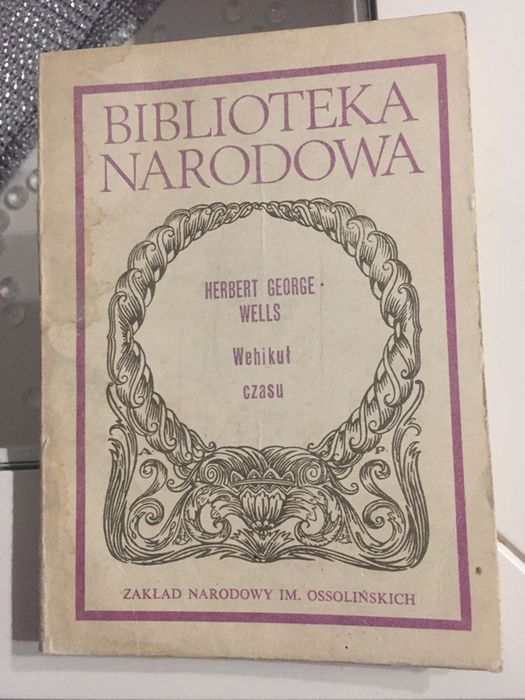 BIBLIOTEKA
NARODOWA
HERBERT GEORGE
WELLS
Wehikuł
czasu
ZAKŁAD NARODOWY IM. OSSOLIŃSKICH